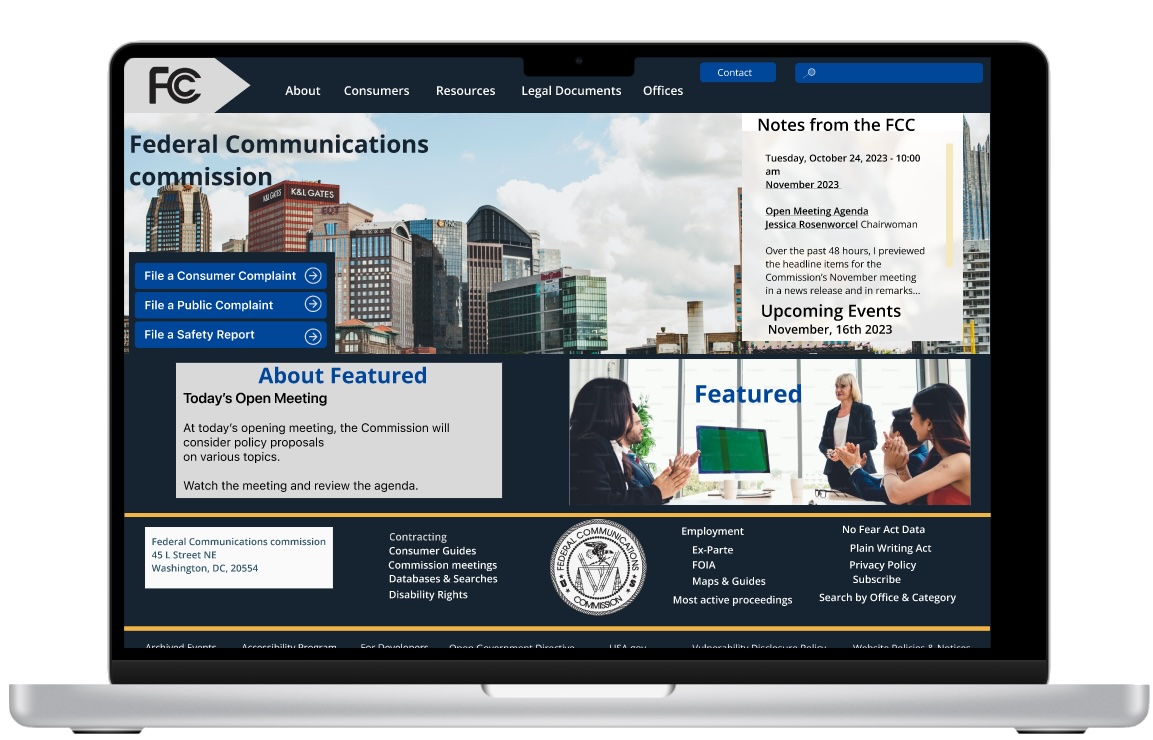 FCC
About Consumers Resources Legal Documents Offices
Contact
Federal Communications
commission
K&L GATES
K&L GATES
File a Consumer Complaint
File a Public Complaint
File a Safety Report
Notes from the FCC
Tuesday, October 24, 2023 - 10:00
am
November 2023
Open Meeting Agenda
Jessica Rosenworcel Chairwoman
Over the past 48 hours, I previewed
the headline items for the
Commission's November meeting
in a news release and in remarks...
Upcoming Events
November, 16th 2023
About Featured
Today's Open Meeting
At today's opening meeting, the Commission will
consider policy proposals
on various topics.
Watch the meeting and review the agenda.
Featured
Federal Communications commission
45 L Street NE
Washington, DC, 20554
Contracting
Consumer Guides
Commission meetings
Databases & Searches
Disability Rights
FEDERAL COMMUNICATIONS
COMMISSION
Employment
Ex-Parte
FOIA
Maps & Guides
Most active proceedings
No Fear Act Data
Plain Writing Act
Privacy Policy
Subscribe
Search by Office & Category
Archived Events Accessibility Program For Developers Open Government Directive USA.gov Vulnerability Disclosure Policy Website Policies & Notices